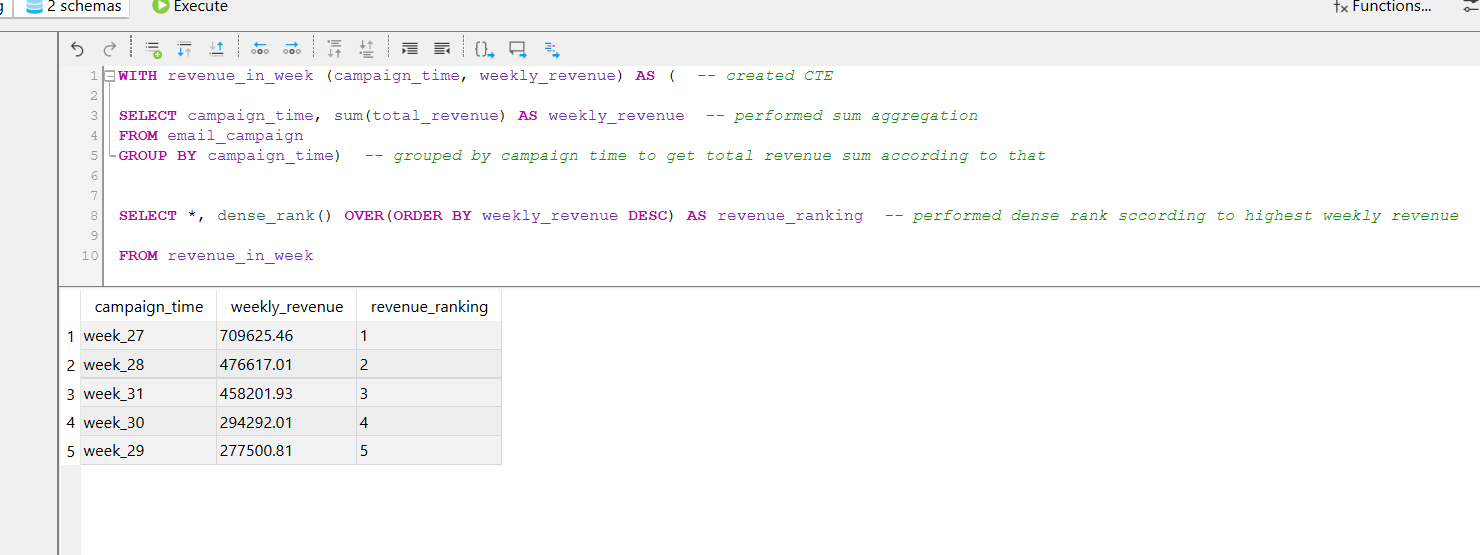 2 schemas Execute Functions...
1 WITH revenue_in_week (campaign_time, weekly_revenue) AS ( -- created CTE
2
3 SELECT campaign_time, sum(total_revenue) AS weekly_revenue -- performed sum aggregation
4 FROM email_campaign
5 GROUP BY campaign_time) -- grouped by campaign time to get total revenue sum according to that
6
7
8 SELECT *, dense_rank() OVER(ORDER BY weekly_revenue DESC) AS revenue_ranking -- performed dense rank sccording to highest weekly revenue
9
10 FROM revenue_in_week
campaign_time weekly_revenue revenue_ranking
1 week_27 709625.46 1
2 week_28 476617.01 2
3 week_31 458201.93 3
4 week_30 294292.01 4
5 week_29 277500.81 5